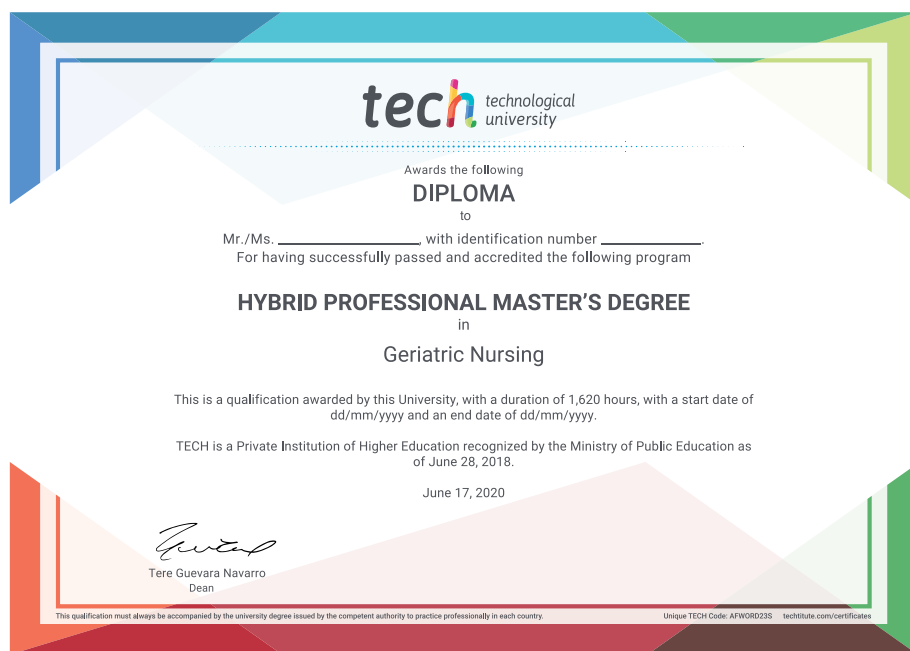 tech technological
university
Awards the following
DIPLOMA
to
Mr./Ms. ____________________, with identification number ______________.
For having successfully passed and accredited the following program
HYBRID PROFESSIONAL MASTER'S DEGREE
in
Geriatric Nursing
This is a qualification awarded by this University, with a duration of 1,620 hours, with a start date of
dd/mm/yyyy and an end date of dd/mm/yyyy.
TECH is a Private Institution of Higher Education recognized by the Ministry of Public Education as
of June 28, 2018.
June 17, 2020
Tere Guevara Navarro
Dean
This qualification must always be accompanied by the university degree issued by the competent authority to practice professionally in each country.
Unique TECH Code: AFWORD23S techtitute.com/certificates